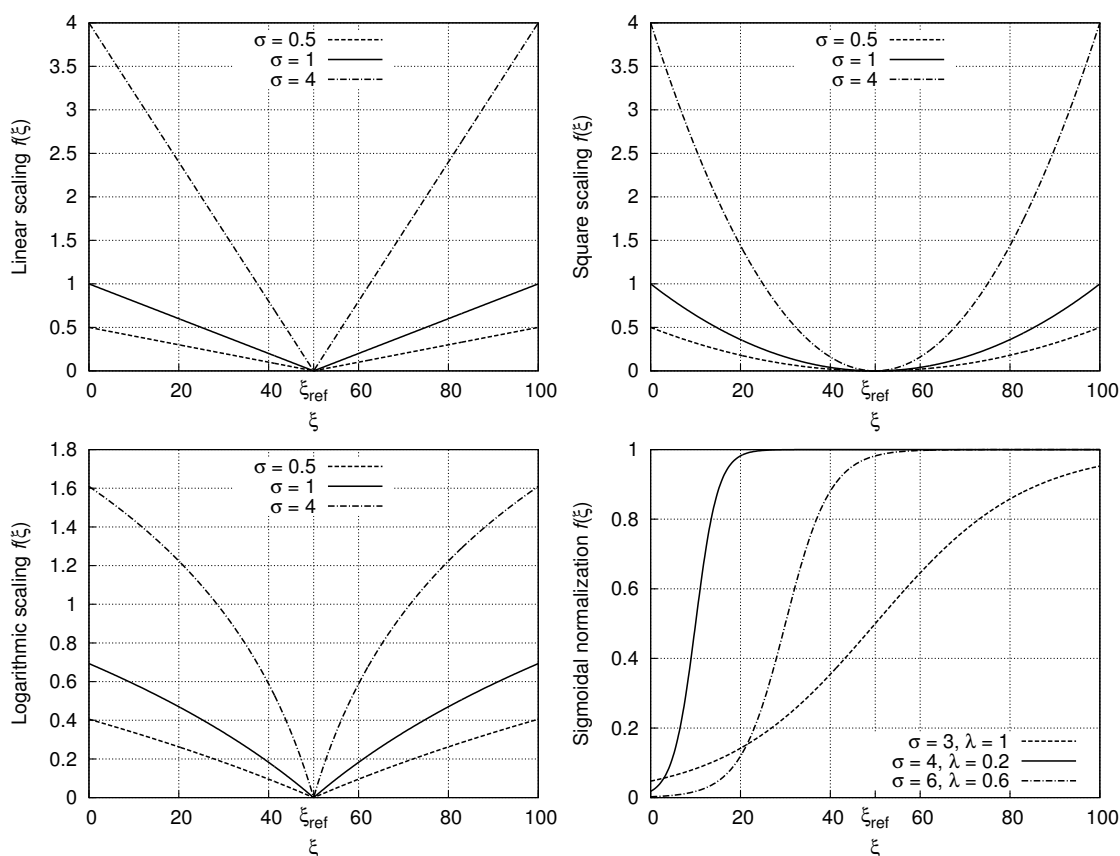 Linear scaling f(ξ)
4
3.5
3
2.5
2
1.5
1
0.5
0
σ = 0.5
σ = 1
σ = 4
0 20 40 ξref 60 80 100
ξ
Square scaling f(ξ)
4
3.5
3
2.5
2
1.5
1
0.5
0
σ = 0.5
σ = 1
σ = 4
0 20 40 ξref 60 80 100
ξ
Logarithmic scaling f(ξ)
1.8
1.6
1.4
1.2
1
0.8
0.6
0.4
0.2
0
σ = 0.5
σ = 1
σ = 4
0 20 40 ξref 60 80 100
ξ
Sigmoidal normalization f(ξ)
1
0.8
0.6
0.4
0.2
0
σ = 3, λ = 1
σ = 4, λ = 0.2
σ = 6, λ = 0.6
0 20 40 ξref 60 80 100
ξ